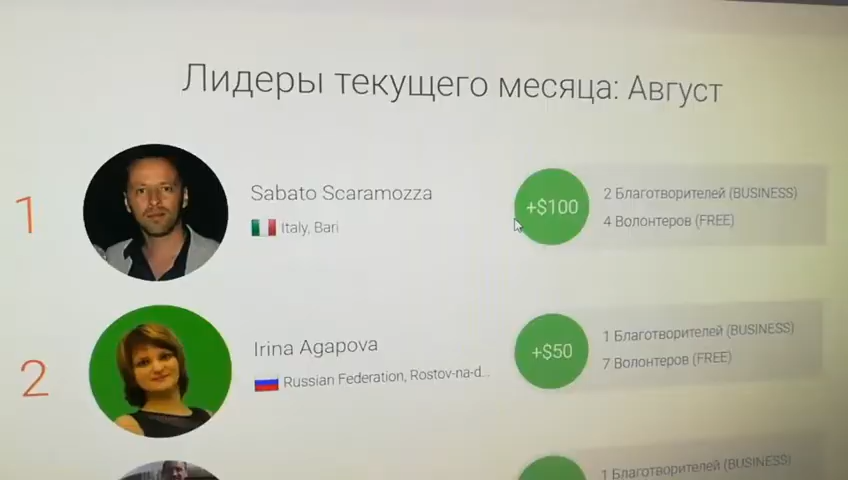 Лидеры текущего месяца: Август
1
Sabato Scaramozza
Italy, Bari
+$100
2 Благотворителей (BUSINESS)
4 Волонтеров (FREE)
2
Irina Agapova
Russian Federation, Rostov-na-d...
+$50
1 Благотворителей (BUSINESS)
7 Волонтеров (FREE)
1 Благотворителей (BUSINESS)